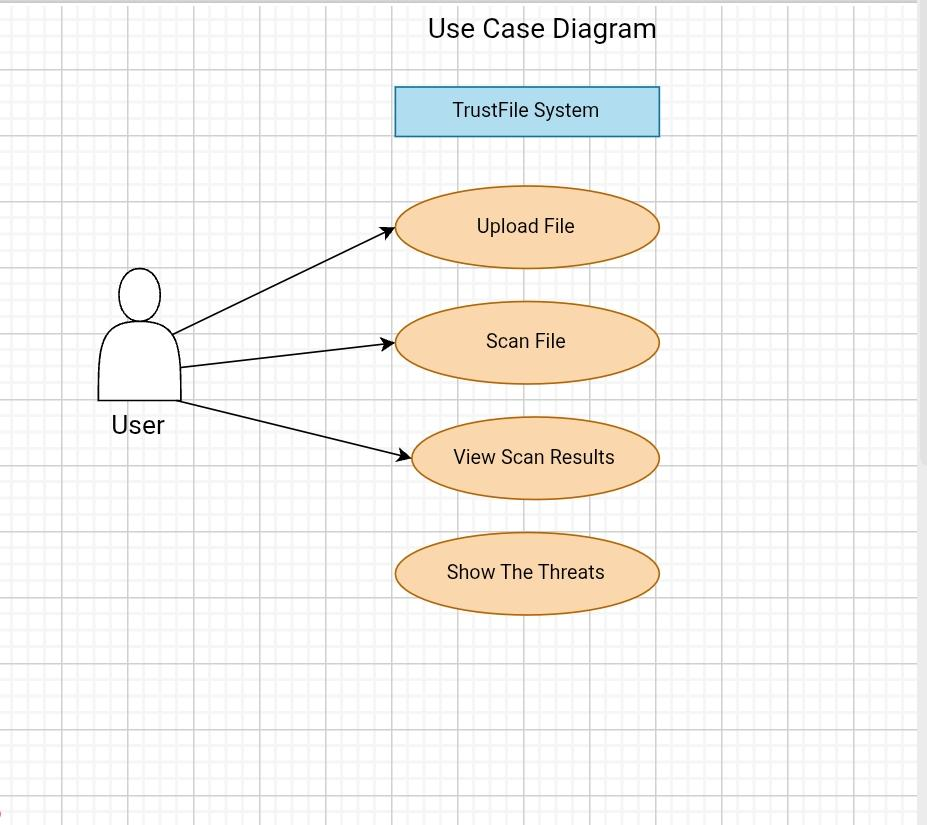 Use Case Diagram
TrustFile System
Upload File
Scan File
User
View Scan Results
Show The Threats